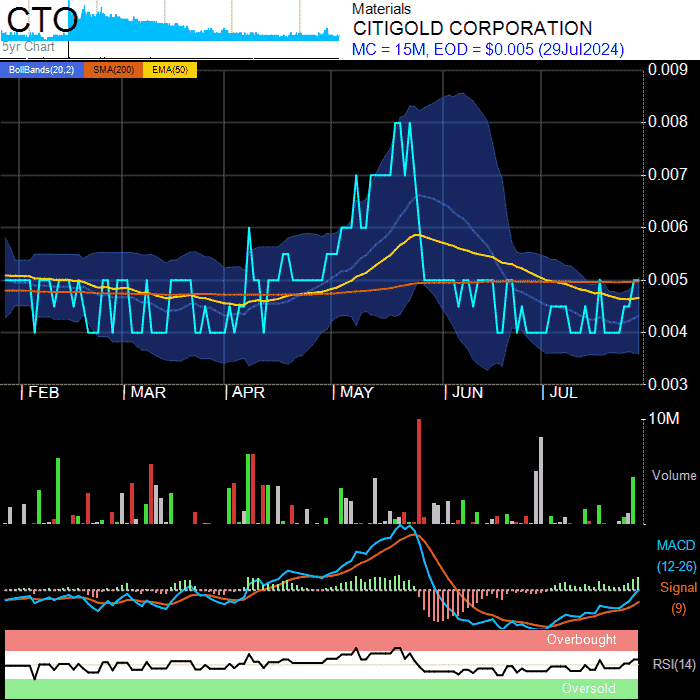 CTO
5yr Chart
Materials
CITIGOLD CORPORATION
MC = 15M, EOD = $0.005 (29Jul2024)
BollBands(20,2) SMA(200) EMA(50)
0.009
0.008
0.007
0.006
0.005
0.004
0.003
FEB MAR APR MAY JUN JUL
10M
Volume
MACD
(12-26)
Signal
(9)
Overbought
RSI(14)
Oversold